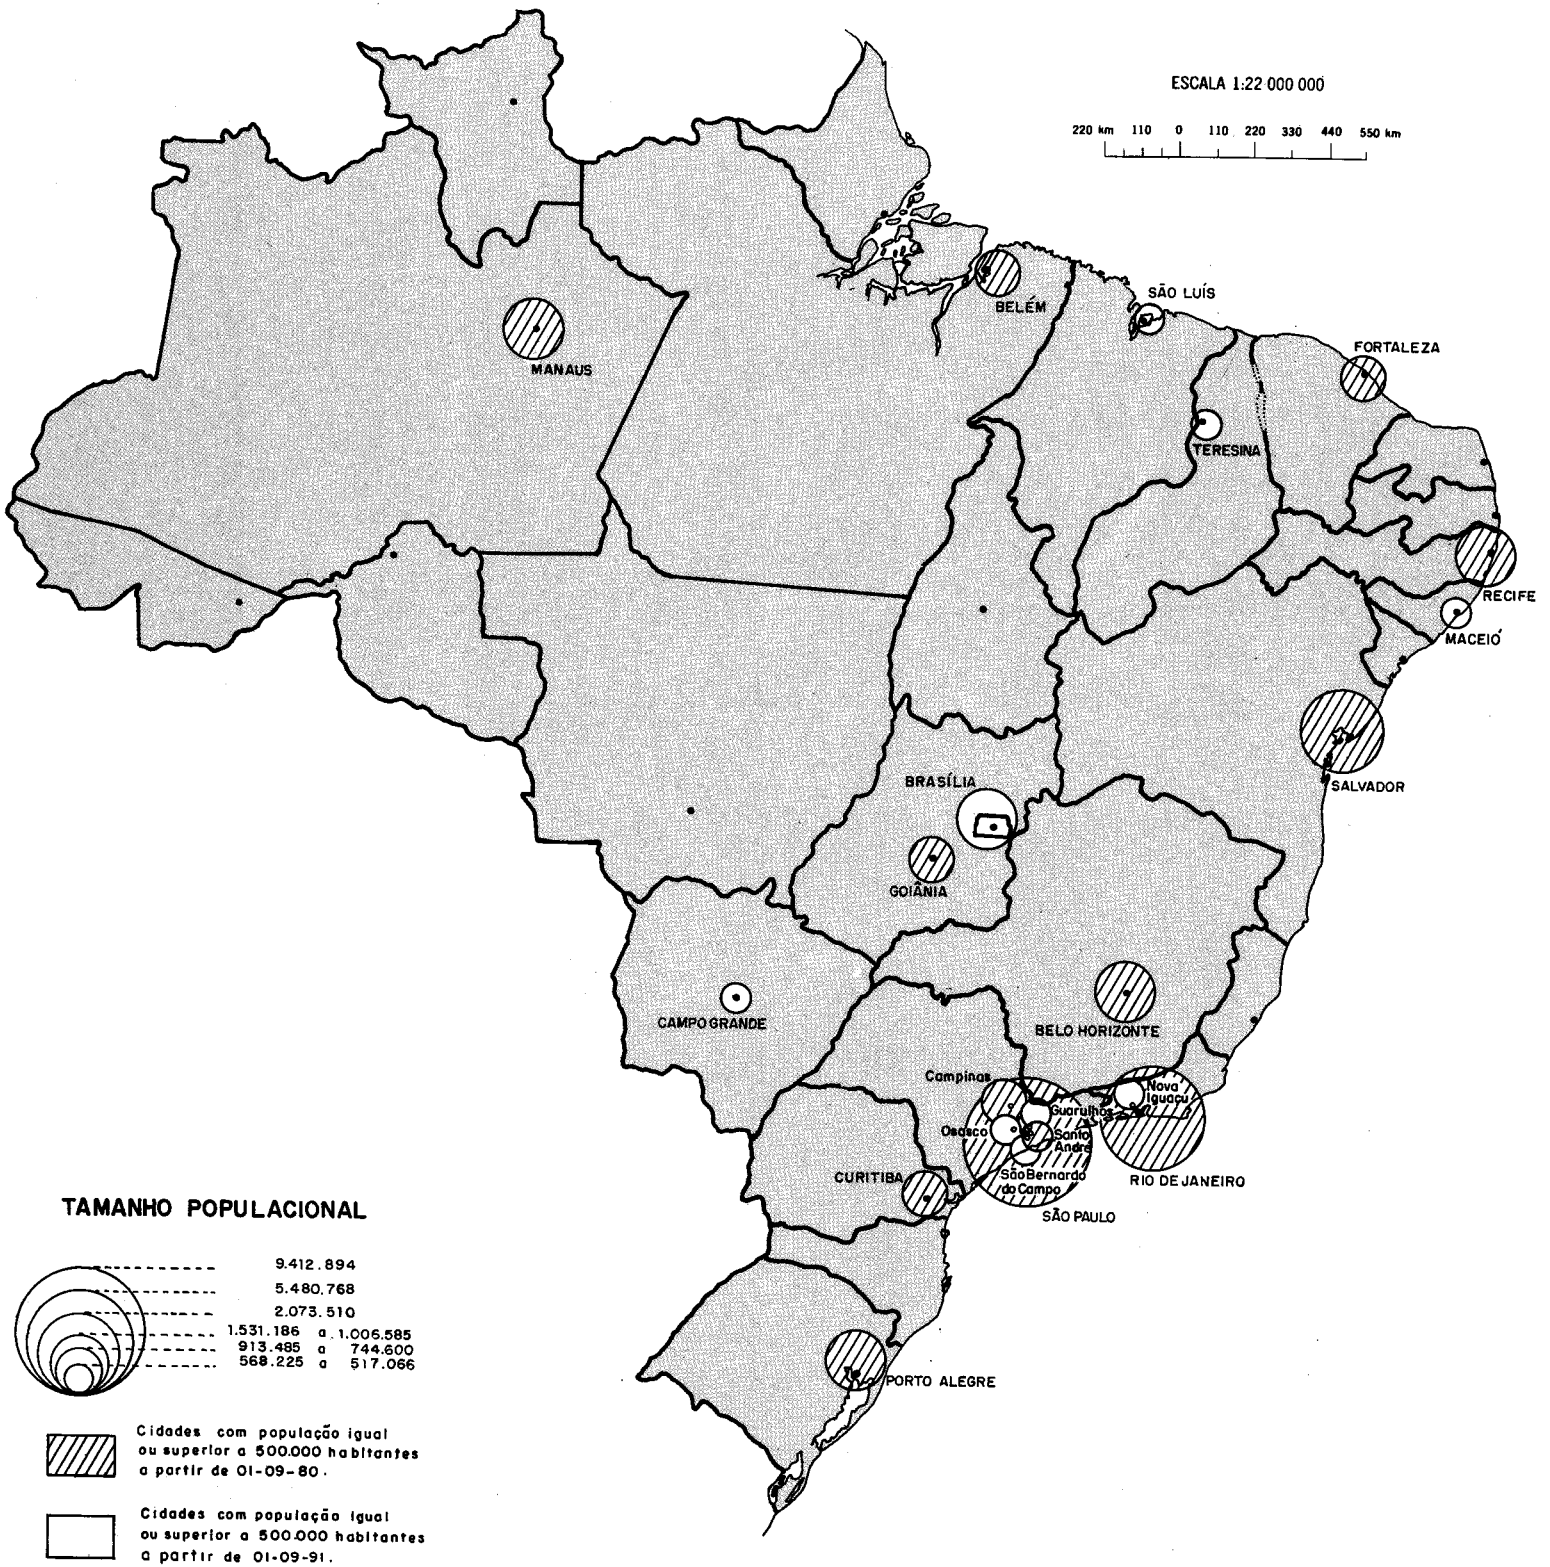 ESCALA 1:22 000 000
220 km 110 0 110 220 330 440 550 km
BELÉM
SÃO LUÍS
MANAUS
FORTALEZA
TERESINA
RECIFE
MACEIÓ
BRASÍLIA
SALVADOR
GOIÂNIA
CAMPO GRANDE
BELO HORIZONTE
Campinas
Nova
Iguaçu
Guarulhos
Osasco
Santo
André
São Bernardo
do Campo
CURITIBA
RIO DE JANEIRO
SÃO PAULO
PORTO ALEGRE
TAMANHO POPULACIONAL
9.412.894
5.480.768
2.073.510
1.531.186 a 1.006.585
913.485 a 744.600
568.225 a 517.066
Cidades com população igual
ou superior a 500.000 habitantes
a partir de 01-09-80.
Cidades com população igual
ou superior a 500.000 habitantes
a partir de 01-09-91.